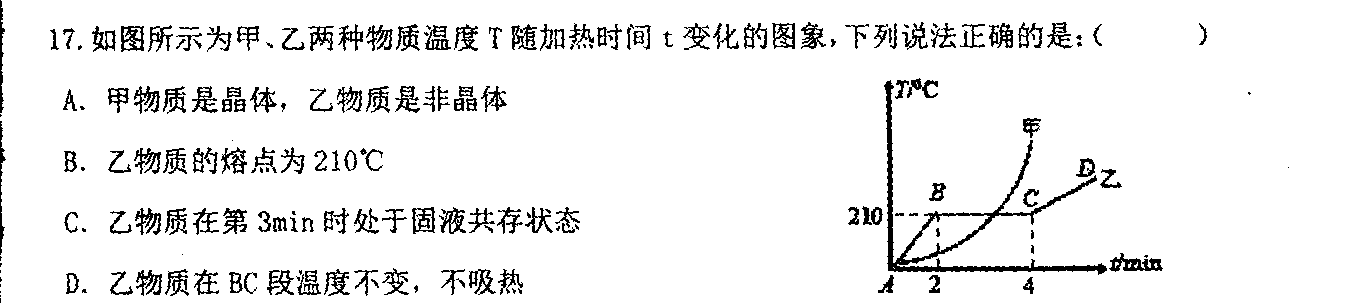 17.如图所示为甲、乙两种物质温度 T 随加热时间 t 变化的图象,下列说法正确的是:( )
A. 甲物质是晶体,乙物质是非晶体
B. 乙物质的熔点为210℃
C. 乙物质在第 3min 时处于固液共存状态
D. 乙物质在 BC 段温度不变,不吸热
T/⁰C
甲
D
乙
B
C
210
t/min
A
2
4